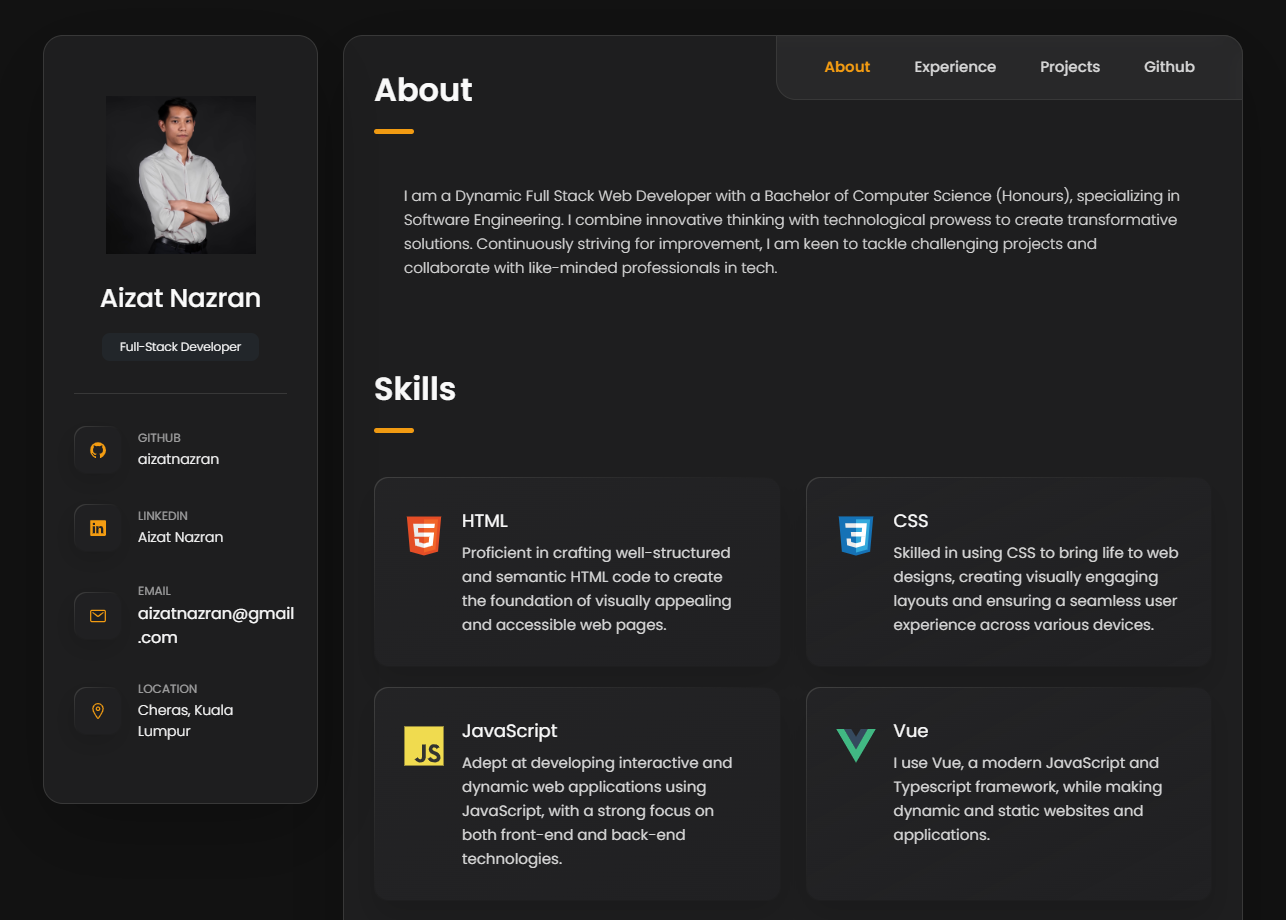 Aizat Nazran
Full-Stack Developer
GITHUB
aizatnazran
LINKEDIN
Aizat Nazran
EMAIL
aizatnazran@gmail
.com
LOCATION
Cheras, Kuala
Lumpur
About Experience Projects Github
About
I am a Dynamic Full Stack Web Developer with a Bachelor of Computer Science (Honours), specializing in
Software Engineering. I combine innovative thinking with technological prowess to create transformative
solutions. Continuously striving for improvement, I am keen to tackle challenging projects and
collaborate with like-minded professionals in tech.
Skills
HTML
Proficient in crafting well-structured
and semantic HTML code to create
the foundation of visually appealing
and accessible web pages.
CSS
Skilled in using CSS to bring life to web
designs, creating visually engaging
layouts and ensuring a seamless user
experience across various devices.
JS
JavaScript
Adept at developing interactive and
dynamic web applications using
JavaScript, with a strong focus on
both front-end and back-end
technologies.
Vue
I use Vue, a modern JavaScript and
Typescript framework, while making
dynamic and static websites and
applications.